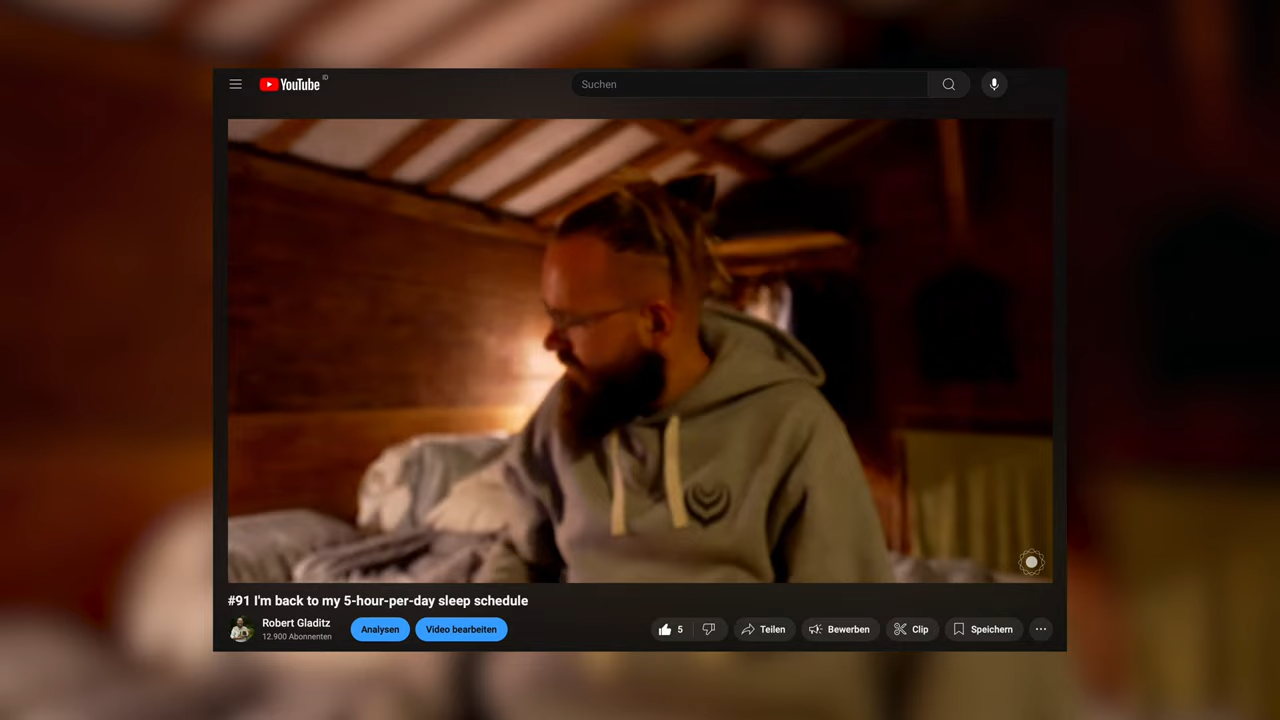 YouTube ID
Suchen
#91 I'm back to my 5-hour-per-day sleep schedule
Robert Gladitz
12.900 Abonnenten
Analysen
Video bearbeiten
5
Teilen
Bewerben
Clip
Speichern